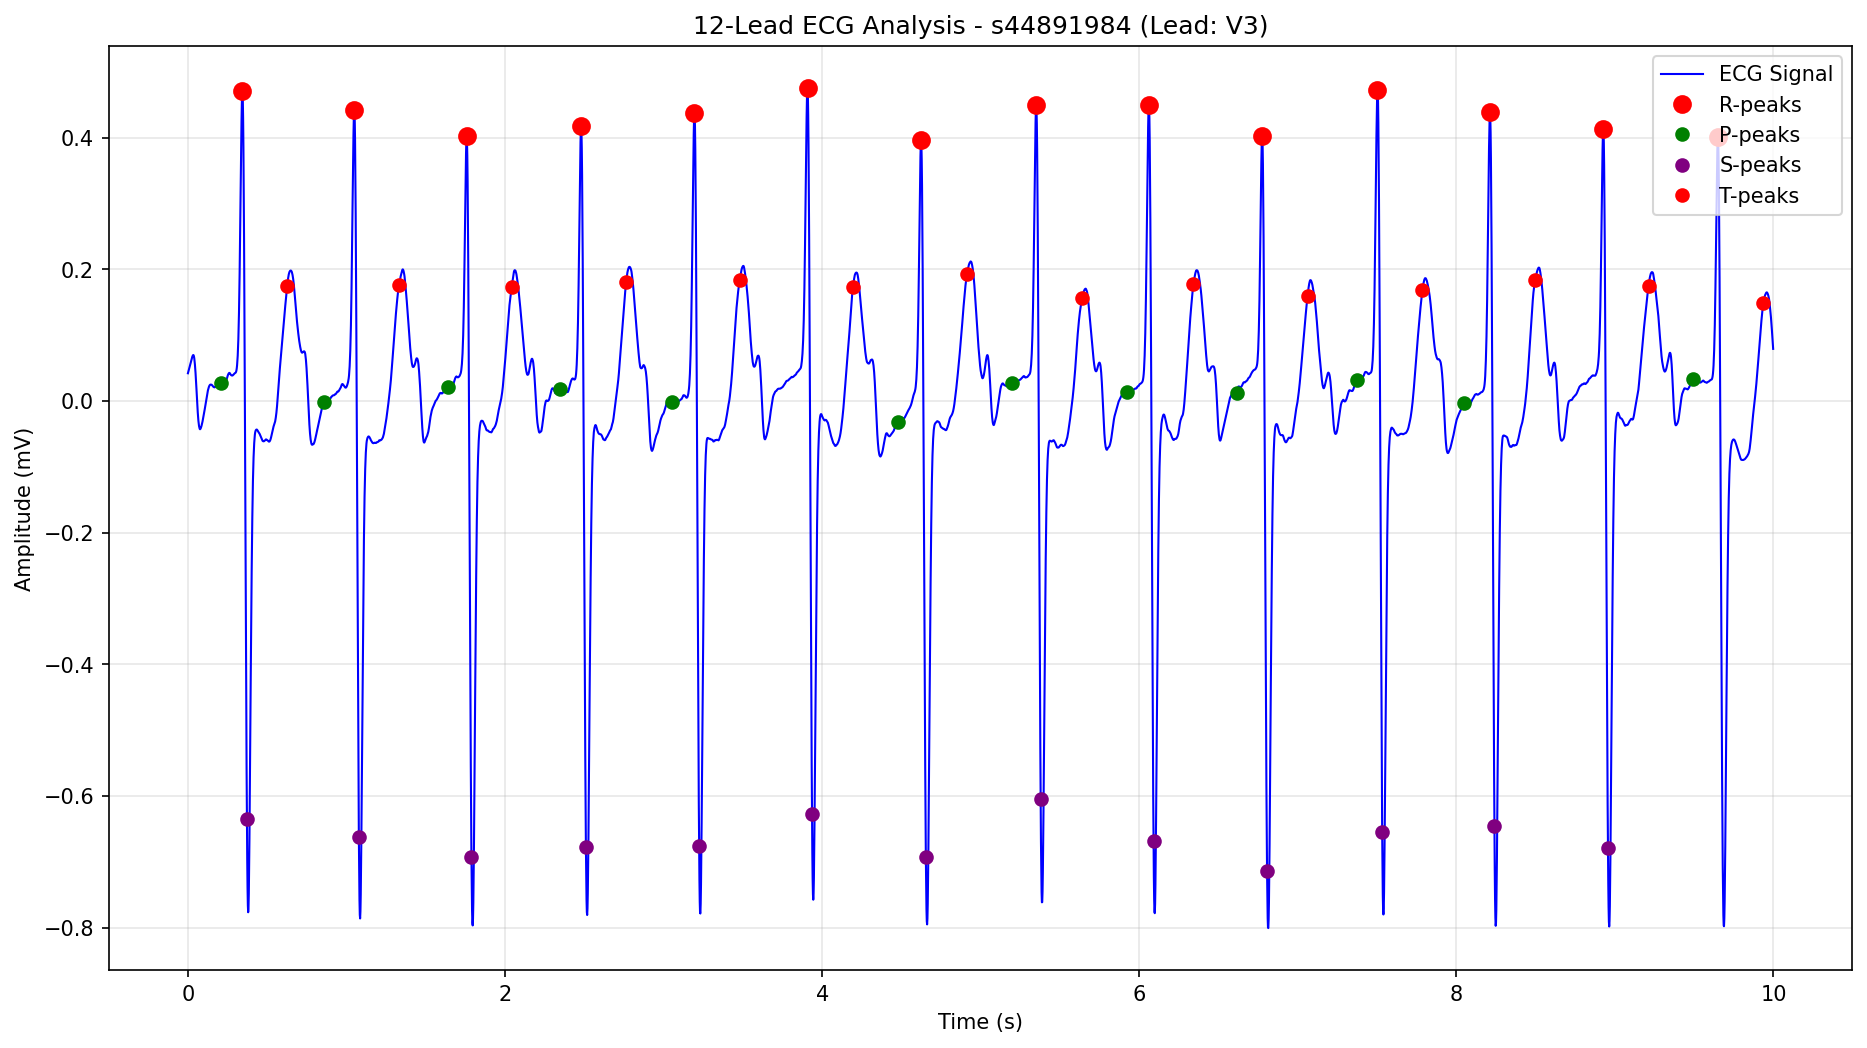 12-Lead ECG Analysis - s44891984 (Lead: V3)
ECG Signal
R-peaks
P-peaks
S-peaks
T-peaks
Amplitude (mV)
0.4
0.2
0.0
−0.2
−0.4
−0.6
−0.8
0 2 4 6 8 10
Time (s)